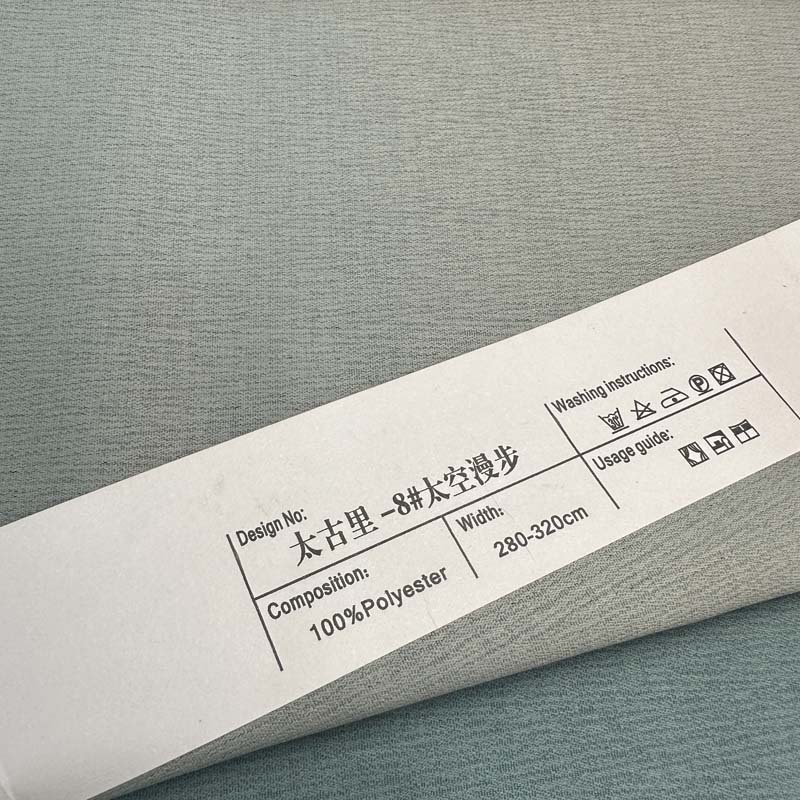 Design No:
太古里 -8#太空漫步
Washing instructions:
Composition:
100%Polyester
Width:
280-320cm
Usage guide: